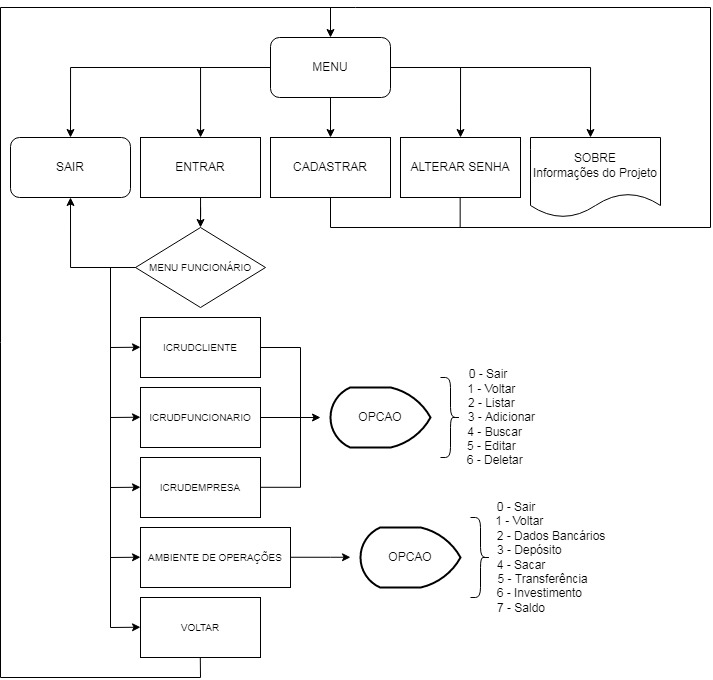 MENU
SAIR
ENTRAR
CADASTRAR
ALTERAR SENHA
SOBRE
Informações do Projeto
MENU FUNCIONÁRIO
ICRUDCLIENTE
ICRUDFUNCIONARIO
ICRUDEMPRESA
OPCAO
0 - Sair
1 - Voltar
2 - Listar
3 - Adicionar
4 - Buscar
5 - Editar
6 - Deletar
AMBIENTE DE OPERAÇÕES
OPCAO
0 - Sair
1 - Voltar
2 - Dados Bancários
3 - Depósito
4 - Sacar
5 - Transferência
6 - Investimento
7 - Saldo
VOLTAR